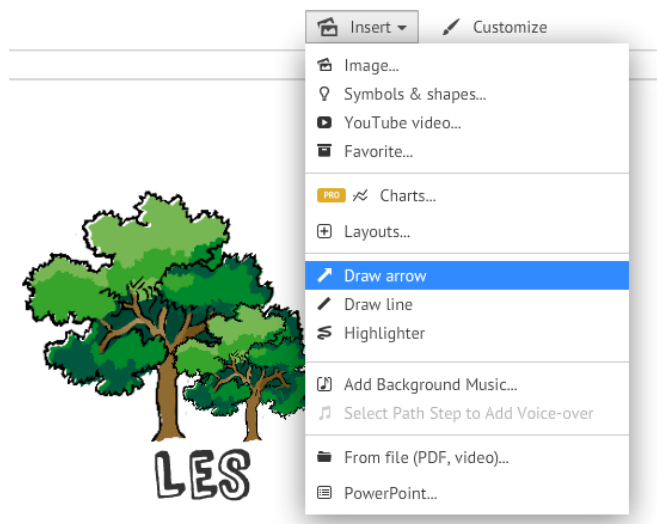 Insert Customize
Image...
Symbols & shapes...
YouTube video...
Favorite...
PRO Charts...
Layouts...
Draw arrow
Draw line
Highlighter
Add Background Music...
Select Path Step to Add Voice-over
From file (PDF, video)...
PowerPoint...
LES